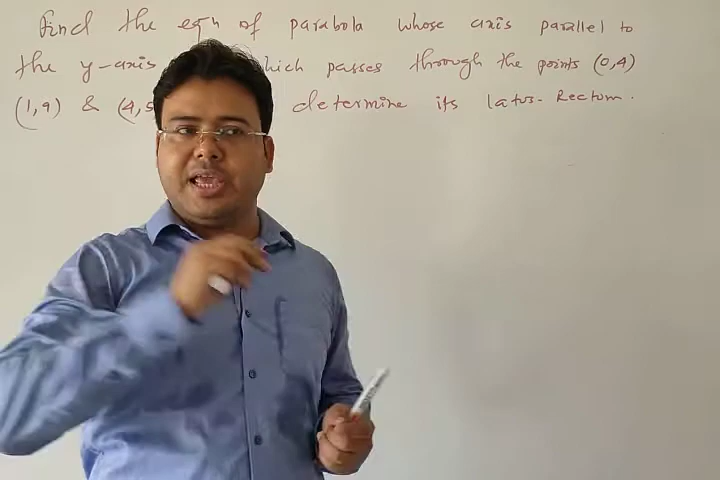 Find the eqn of parabola whose axis parallel to
the y-axis which passes through the points (0,4)
(1,9) & (4,5 determine its latus-Rectum.